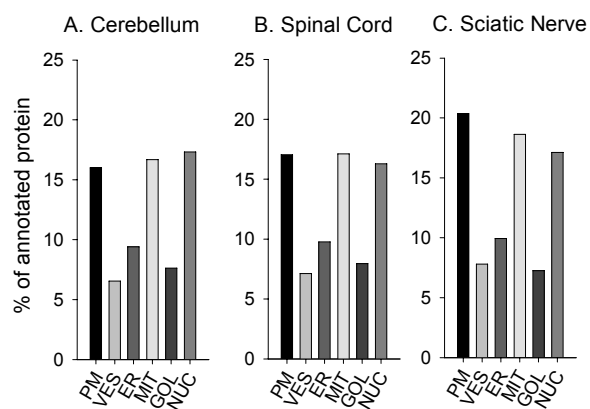 A. Cerebellum
B. Spinal Cord
C. Sciatic Nerve
% of annotated protein
25
20
15
10
5
0
PM
VES
ER
MIT
GOL
NUC
25
20
15
10
5
0
PM
VES
ER
MIT
GOL
NUC
25
20
15
10
5
0
PM
VES
ER
MIT
GOL
NUC